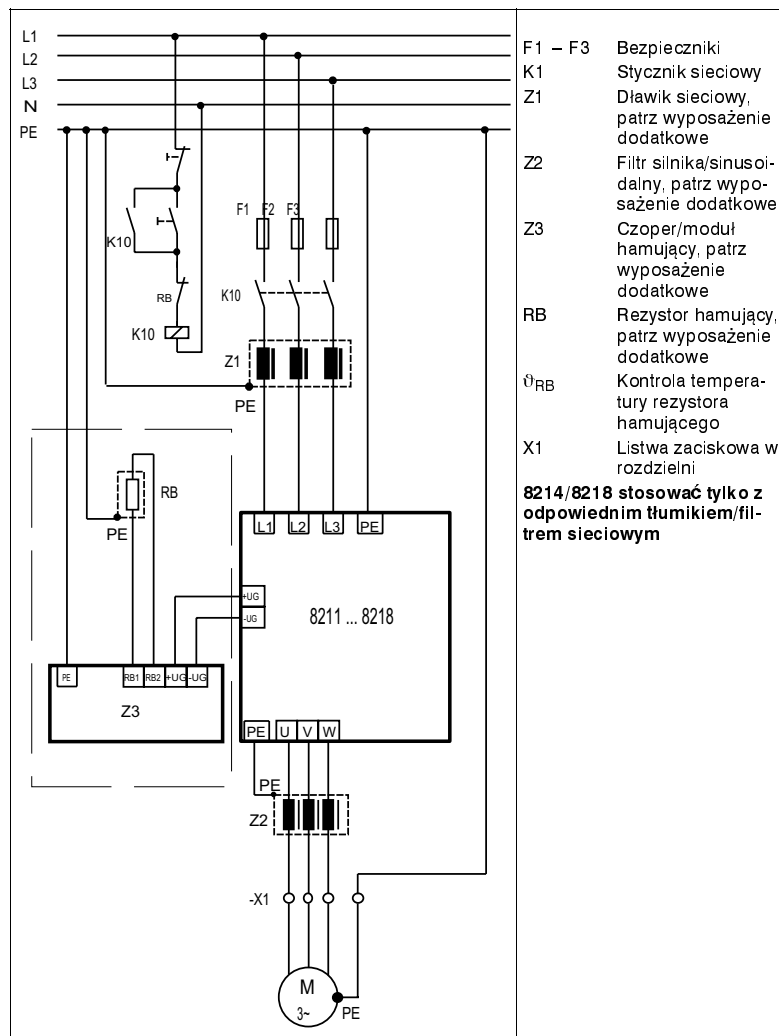 L1
L2
L3
N
PE
K10
RB
K10
F1 F2 F3
K10
Z1
PE
RB
PE
L1 L2 L3 PE
+UG
-UG
8211 ... 8218
PE RB1 RB2 +UG -UG
Z3
PE U V W
PE
Z2
-X1
M
3~
PE
F1 – F3 Bezpieczniki
K1 Stycznik sieciowy
Z1 Dławik sieciowy,
patrz wyposażenie
dodatkowe
Z2 Filtr silnika/sinusoi-
dalny, patrz wypo-
sażenie dodatkowe
Z3 Czoper/moduł
hamujący, patrz
wyposażenie
dodatkowe
RB Rezystor hamujący,
patrz wyposażenie
dodatkowe
ϑRB Kontrola tempera-
tury rezystora
hamującego
X1 Listwa zaciskowa w
rozdzielni
8214/8218 stosować tylko z
odpowiednim tłumikiem/fil-
trem sieciowym